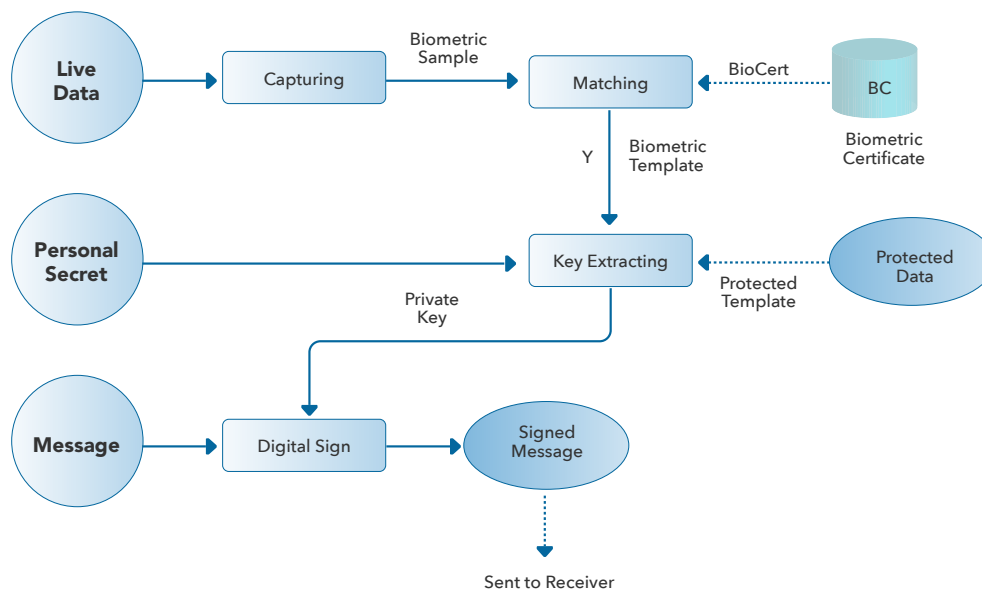 Live
Data
Capturing
Biometric
Sample
Matching
BioCert
BC
Biometric
Certificate
Y
Biometric
Template
Personal
Secret
Key Extracting
Protected
Template
Protected
Data
Private
Key
Message
Digital Sign
Signed
Message
Sent to Receiver